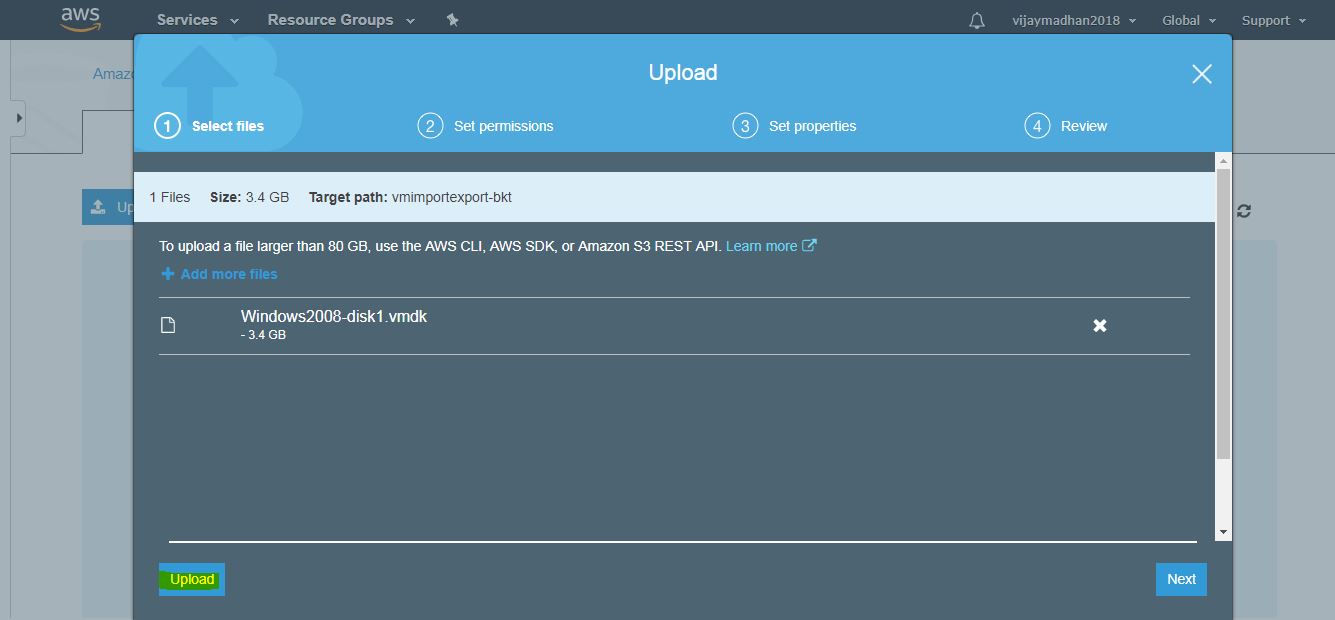 aws Services Resource Groups vijaymadhan2018 Global Support
Amazo
Upload
1 Select files 2 Set permissions 3 Set properties 4 Review
Up
1 Files Size: 3.4 GB Target path: vmimportexport-bkt
To upload a file larger than 80 GB, use the AWS CLI, AWS SDK, or Amazon S3 REST API. Learn more
Add more files
Windows2008-disk1.vmdk
- 3.4 GB
Upload Next